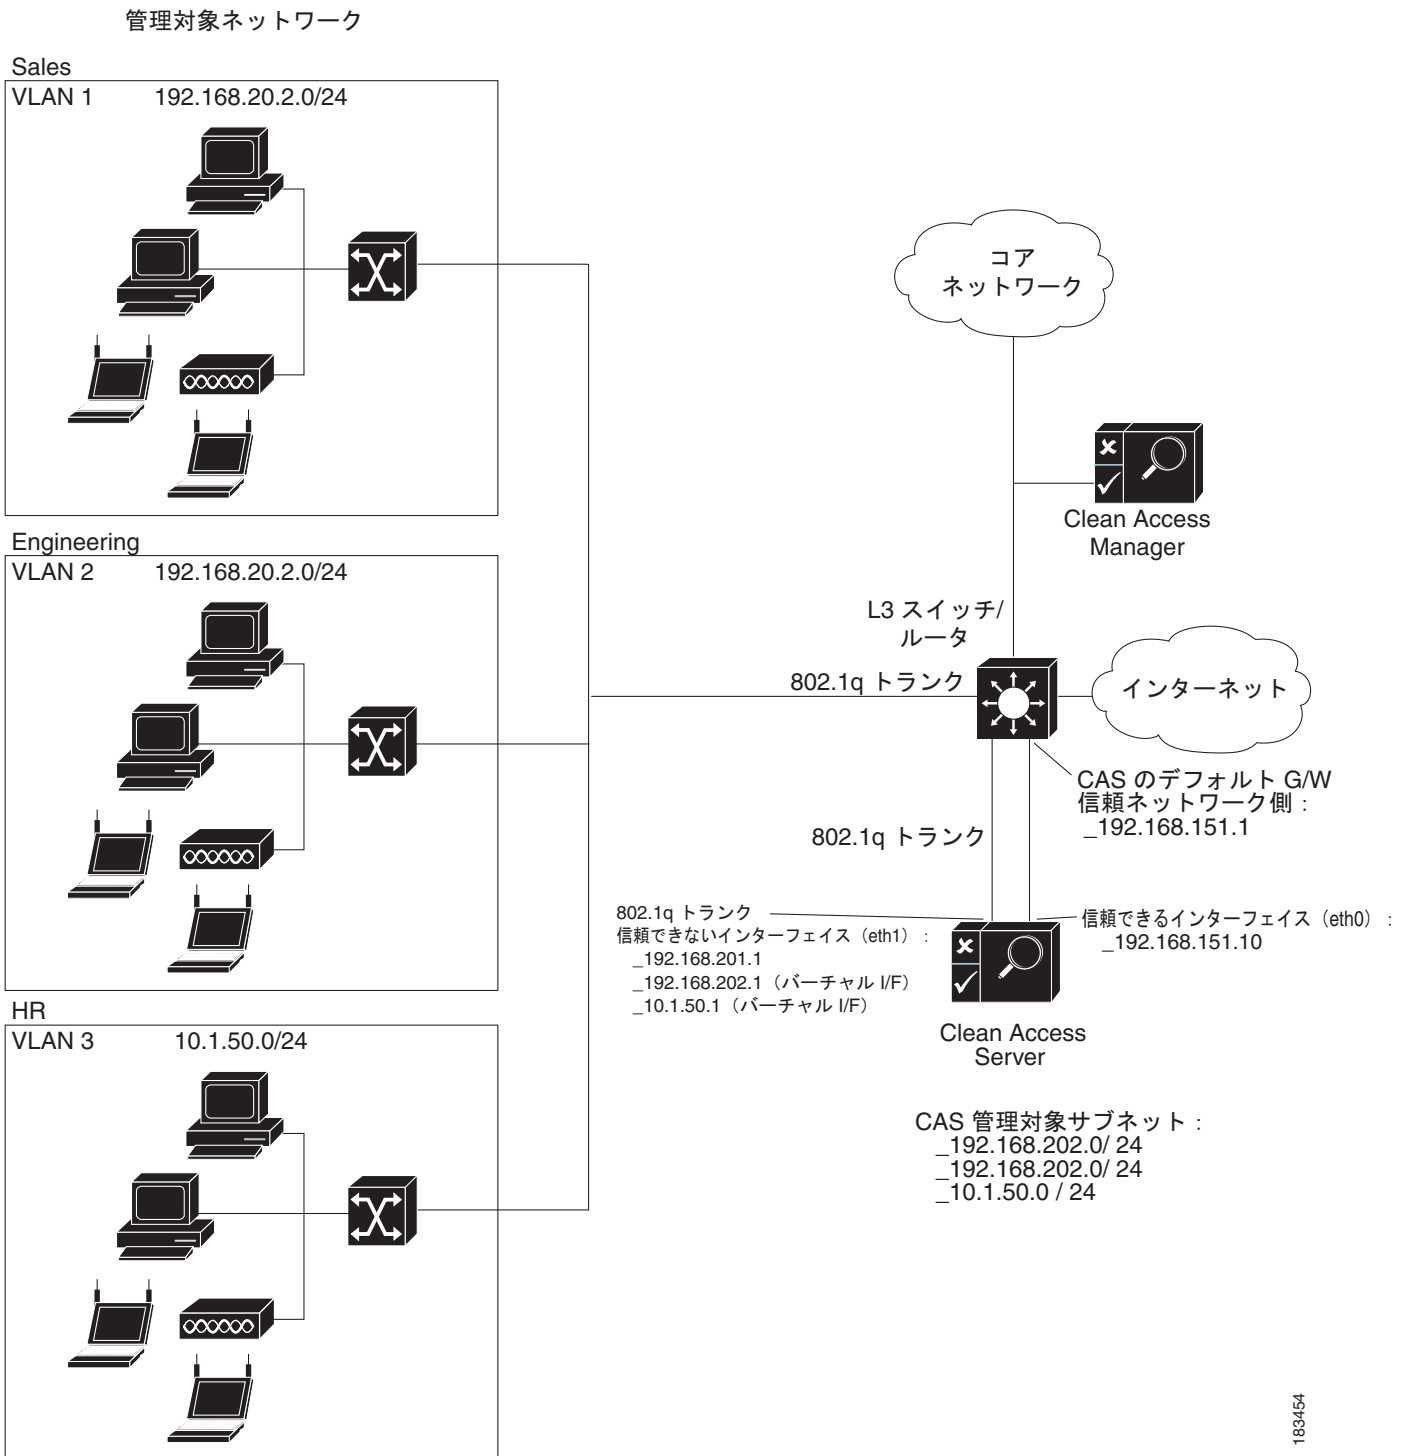 管理対象ネットワーク
Sales
VLAN 1 192.168.20.2.0/24
Engineering
VLAN 2 192.168.20.2.0/24
HR
VLAN 3 10.1.50.0/24
コア
ネットワーク
Clean Access
Manager
L3 スイッチ/
ルータ
802.1q トランク
インターネット
CAS のデフォルト G/W
信頼ネットワーク側：
_192.168.151.1
802.1q トランク
802.1q トランク
信頼できないインターフェイス（eth1）：
_192.168.201.1
_192.168.202.1（バーチャル I/F）
_10.1.50.1（バーチャル I/F）
信頼できるインターフェイス（eth0）：
_192.168.151.10
Clean Access
Server
CAS 管理対象サブネット：
_192.168.202.0/ 24
_192.168.202.0/ 24
_10.1.50.0 / 24
183454